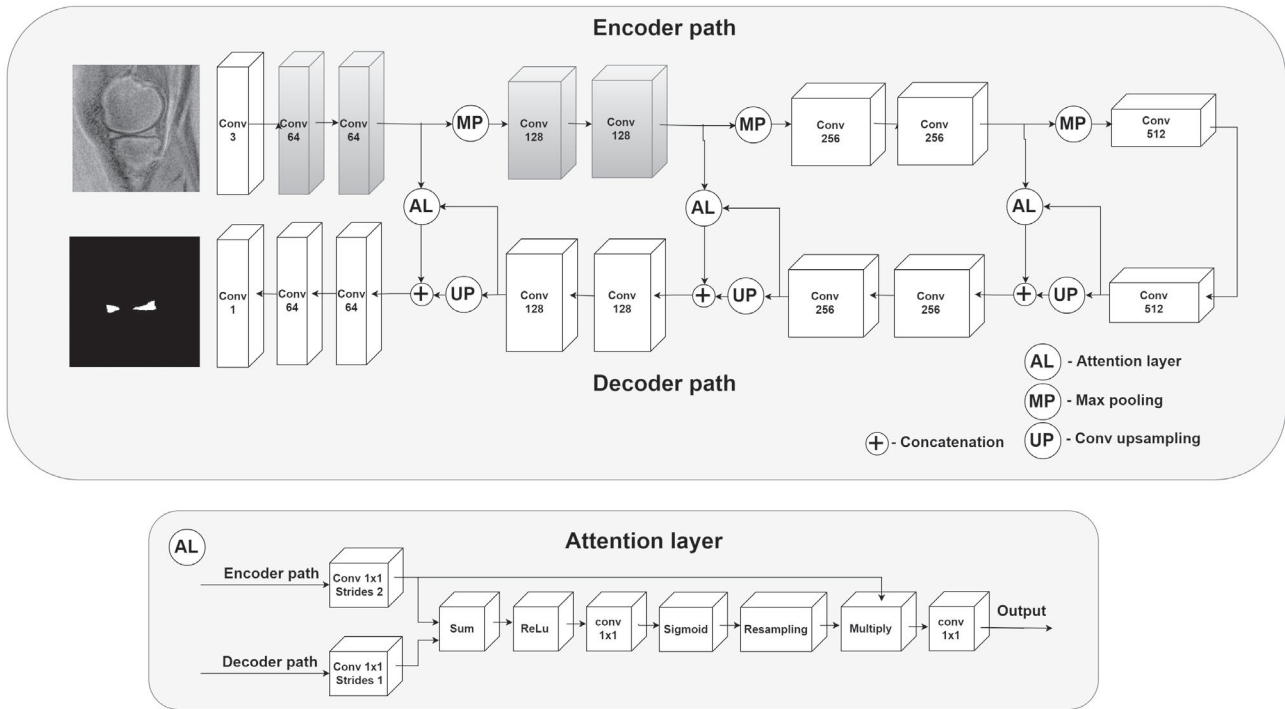 Encoder path
Conv
3
Conv
64
Conv
64
MP
Conv
128
Conv
128
MP
Conv
256
Conv
256
MP
Conv
512
AL
AL
AL
Conv
1
Conv
64
Conv
64
+
UP
Conv
128
Conv
128
+
UP
Conv
256
Conv
256
+
UP
Conv
512
Decoder path
AL - Attention layer
MP - Max pooling
+ - Concatenation
UP - Conv upsampling
AL
Attention layer
Encoder path
Conv 1x1
Strides 2
Decoder path
Conv 1x1
Strides 1
Sum
ReLu
conv
1x1
Sigmoid
Resampling
Multiply
conv
1x1
Output